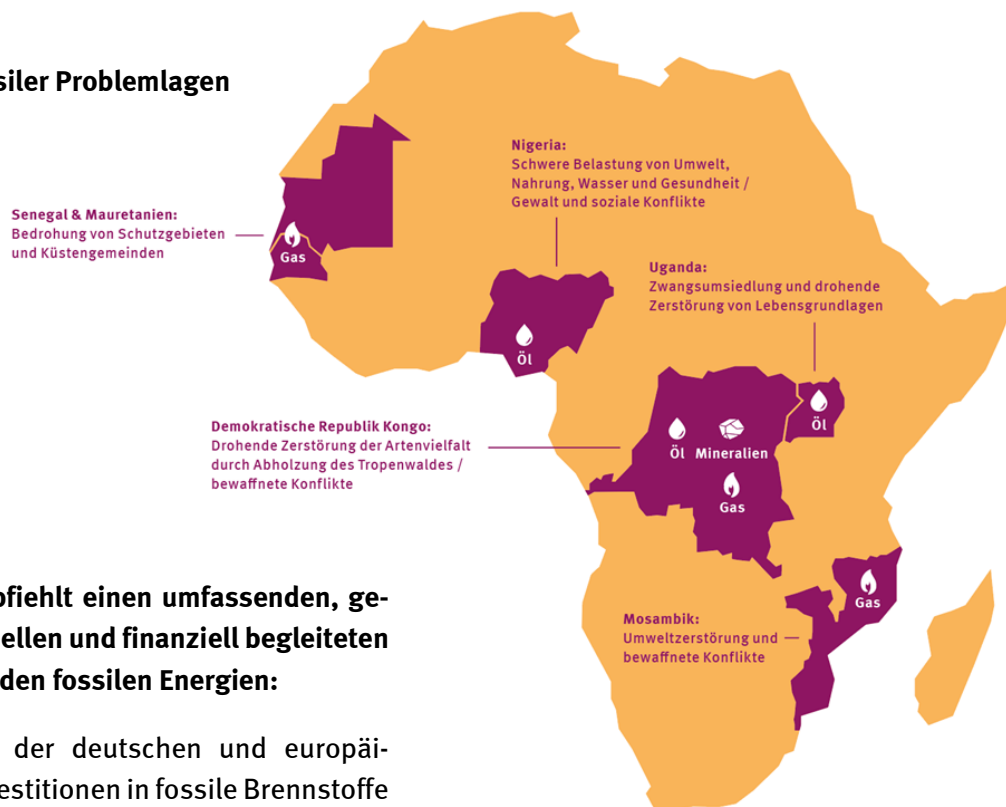 siler Problemlagen
Nigeria:
Schwere Belastung von Umwelt,
Nahrung, Wasser und Gesundheit /
Gewalt und soziale Konflikte
Senegal & Mauretanien:
Bedrohung von Schutzgebieten
und Küstengemeinden
Gas
Uganda:
Zwangsumsiedlung und drohende
Zerstörung von Lebensgrundlagen
Öl
Öl
Demokratische Republik Kongo:
Drohende Zerstörung der Artenvielfalt
durch Abholzung des Tropenwaldes /
bewaffnete Konflikte
Öl Mineralien
Gas
Mosambik:
Umweltzerstörung und
bewaffnete Konflikte
Gas
pfiehlt einen umfassenden, ge-
ellen und finanziell begleiteten
den fossilen Energien:
der deutschen und europäi-
estitionen in fossile Brennstoffe